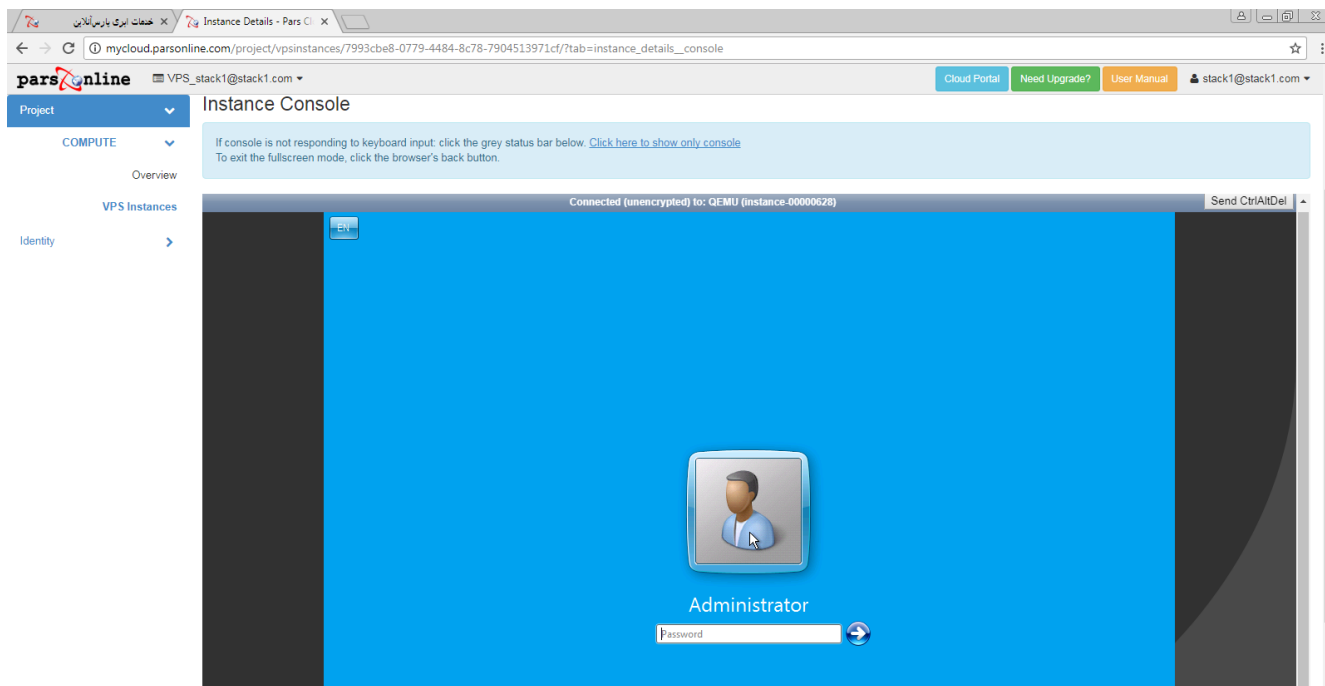 خدمات ابری پارس‌آنلاین
Instance Details - Pars Cl
mycloud.parsonline.com/project/vpsinstances/7993cbe8-0779-4484-8c78-7904513971cf/?tab=instance_details__console
pars online
VPS_stack1@stack1.com
Cloud Portal
Need Upgrade?
User Manual
stack1@stack1.com
Project
COMPUTE
Overview
VPS Instances
Identity
Instance Console
If console is not responding to keyboard input: click the grey status bar below. Click here to show only console
To exit the fullscreen mode, click the browser's back button.
Connected (unencrypted) to: QEMU (instance-00000628)
Send CtrlAltDel
EN
Administrator
Password